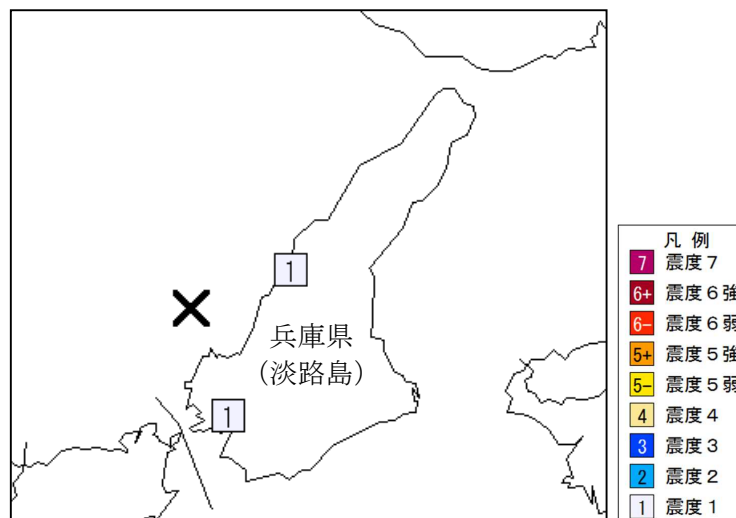 1
兵庫県
(淡路島)
1
凡 例
7 震度７
6+ 震度６強
6− 震度６弱
5+ 震度５強
5− 震度５弱
4 震度４
3 震度３
2 震度２
1 震度１